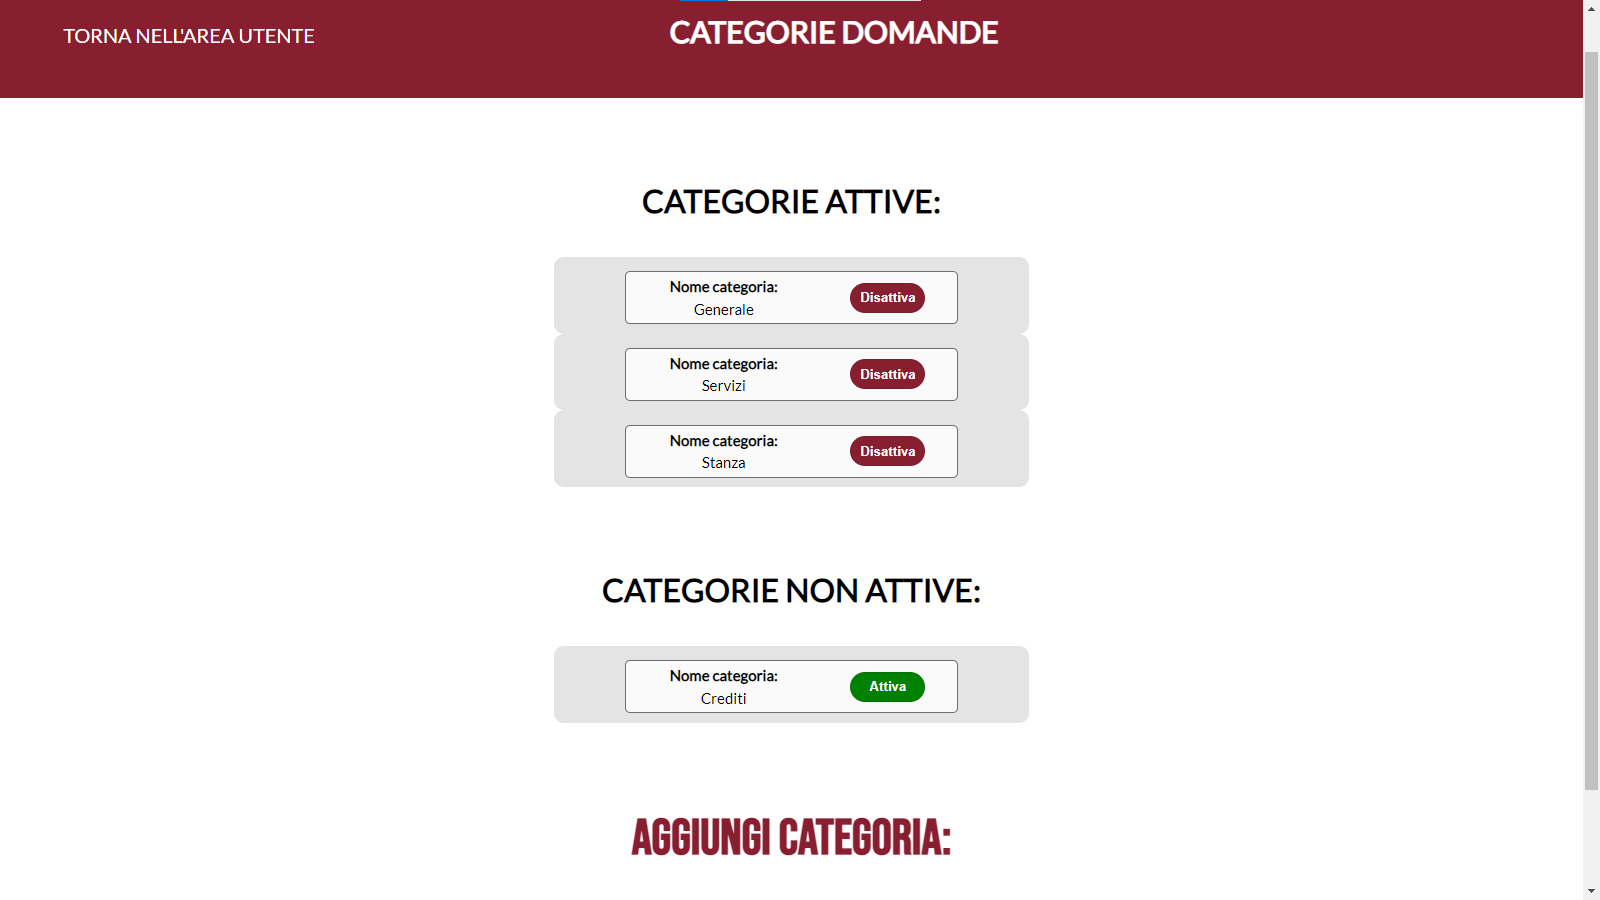 TORNA NELL'AREA UTENTE
CATEGORIE DOMANDE
CATEGORIE ATTIVE:
Nome categoria:
Generale
Disattiva
Nome categoria:
Servizi
Disattiva
Nome categoria:
Stanza
Disattiva
CATEGORIE NON ATTIVE:
Nome categoria:
Crediti
Attiva
AGGIUNGI CATEGORIA: